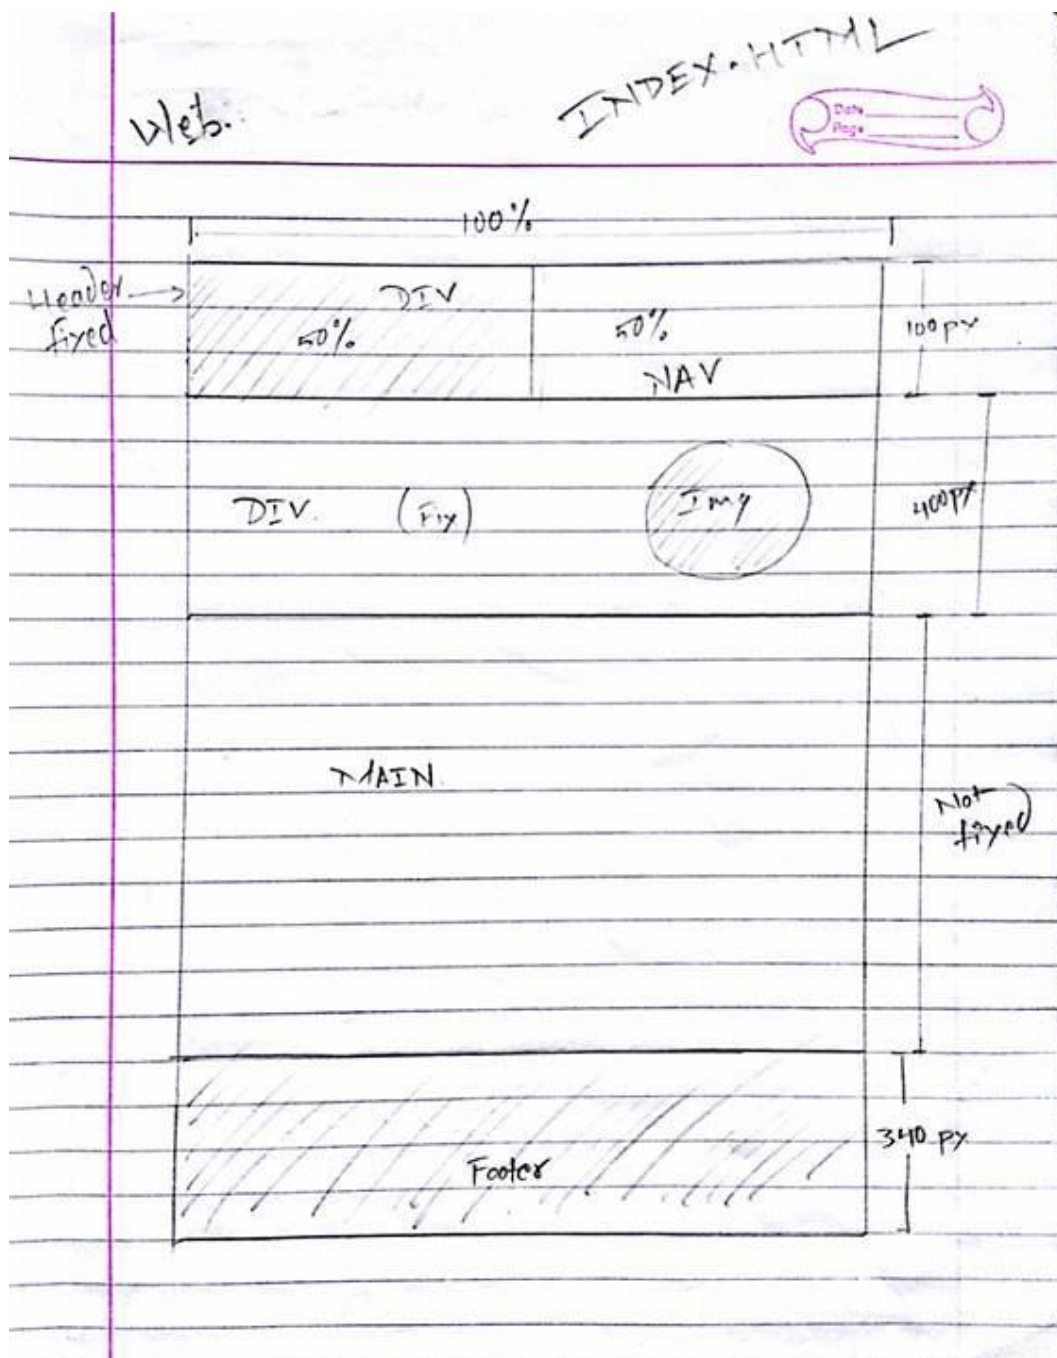 INDEX.HTML
Web.
Date
Page
100%
Header
fixed
DIV
50%
50%
NAV
100px
DIV.
(Fix)
Img
400px
MAIN.
Not
fixed
Footer
340 px